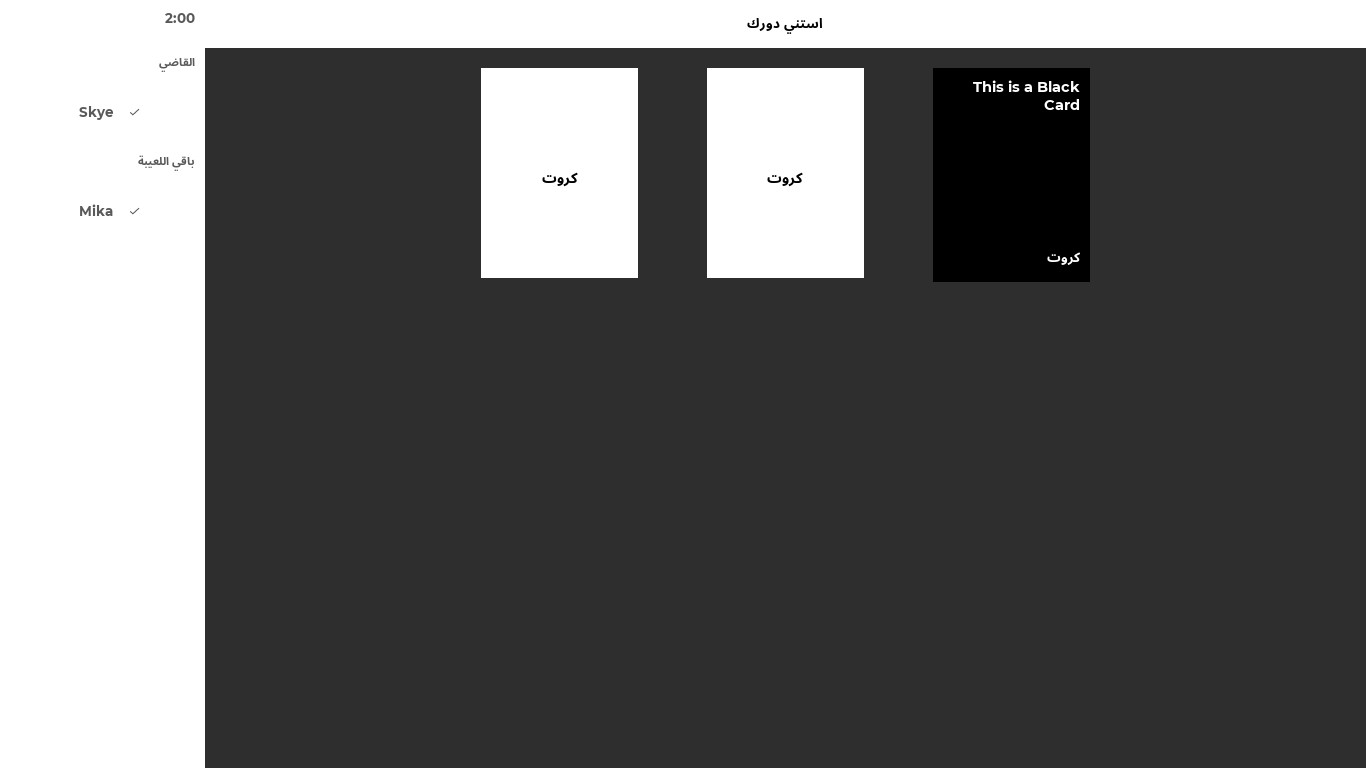 2:00
القاضي
Skye
باقي اللعيبة
Mika
استني دورك
This is a Black
Card
كروت
كروت
كروت